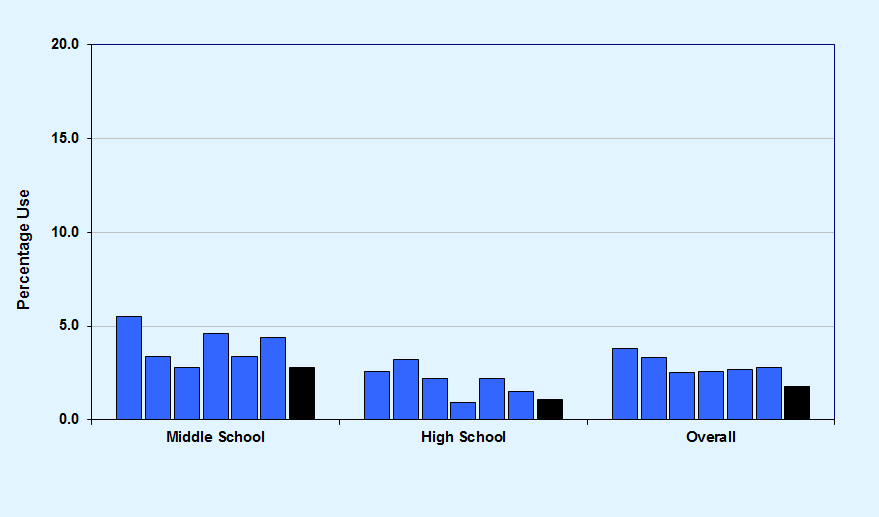 20.0
15.0
10.0
5.0
0.0
Percentage Use
Middle School
High School
Overall